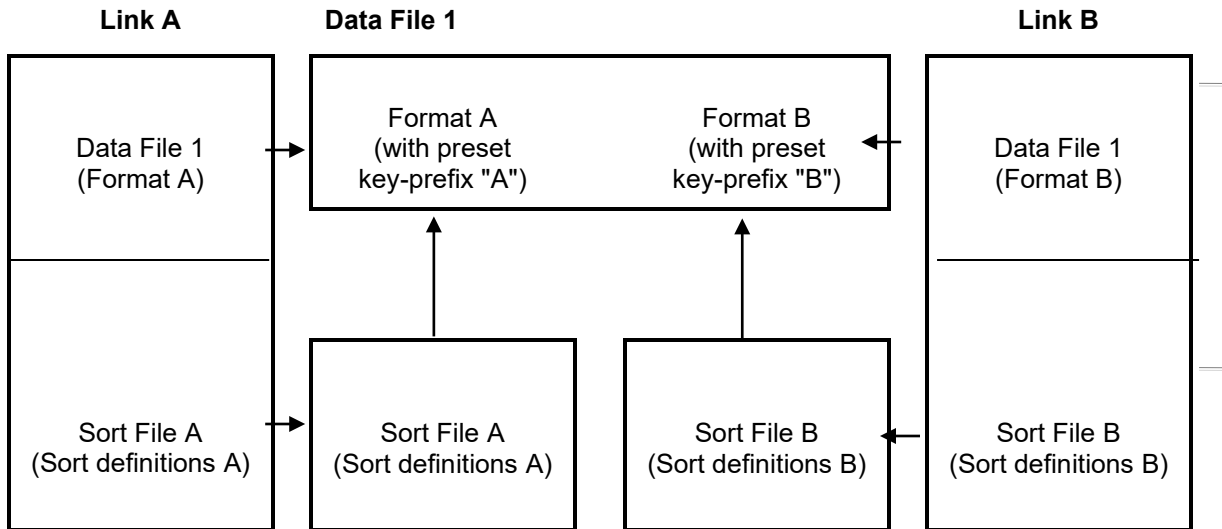 Link A
Data File 1
Link B
Data File 1
(Format A)
Format A
(with preset
key-prefix "A")
Format B
(with preset
key-prefix "B")
Data File 1
(Format B)
Sort File A
(Sort definitions A)
Sort File A
(Sort definitions A)
Sort File B
(Sort definitions B)
Sort File B
(Sort definitions B)